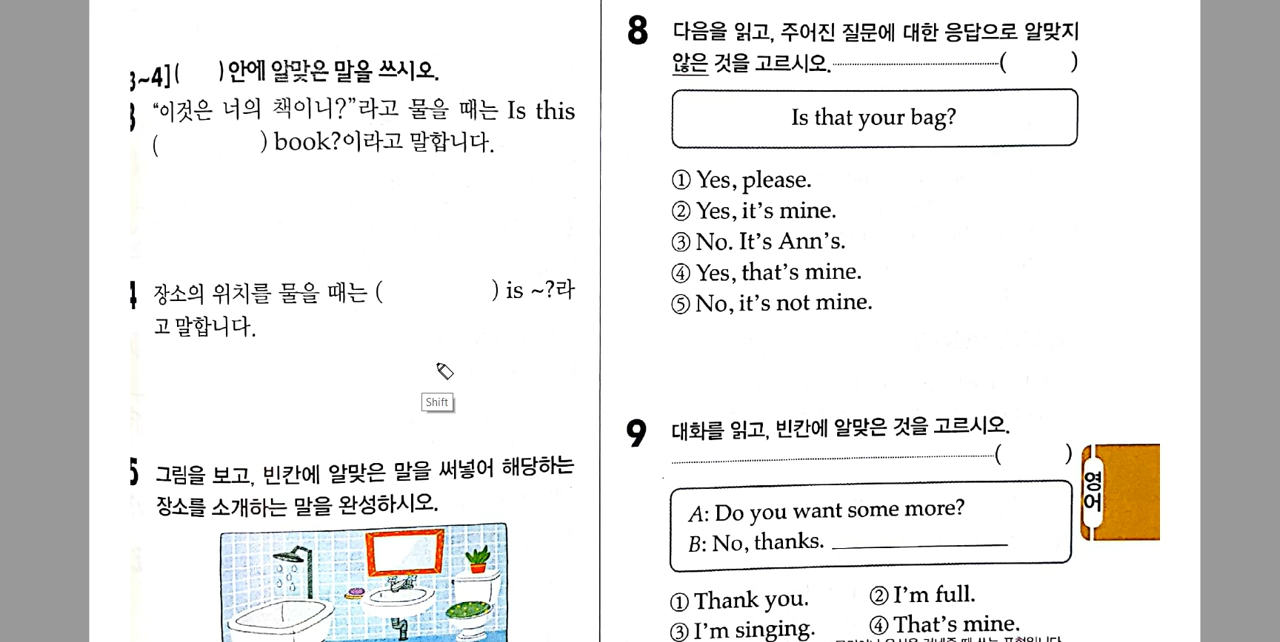 3~4] (      )안에 알맞은 말을 쓰시오.
3 “이것은 너의 책이니?”라고 물을 때는 Is this
(            ) book?이라고 말합니다.
4 장소의 위치를 물을 때는 (            ) is ~?라
고 말합니다.
Shift
5 그림을 보고, 빈칸에 알맞은 말을 써넣어 해당하는
장소를 소개하는 말을 완성하시오.
8 다음을 읽고, 주어진 질문에 대한 응답으로 알맞지
않은 것을 고르시오. (      )
Is that your bag?
① Yes, please.
② Yes, it’s mine.
③ No. It’s Ann’s.
④ Yes, that’s mine.
⑤ No, it’s not mine.
9 대화를 읽고, 빈칸에 알맞은 것을 고르시오.
(      )
A: Do you want some more?
B: No, thanks. ____________
① Thank you. ② I’m full.
③ I’m singing. ④ That’s mine.
영어